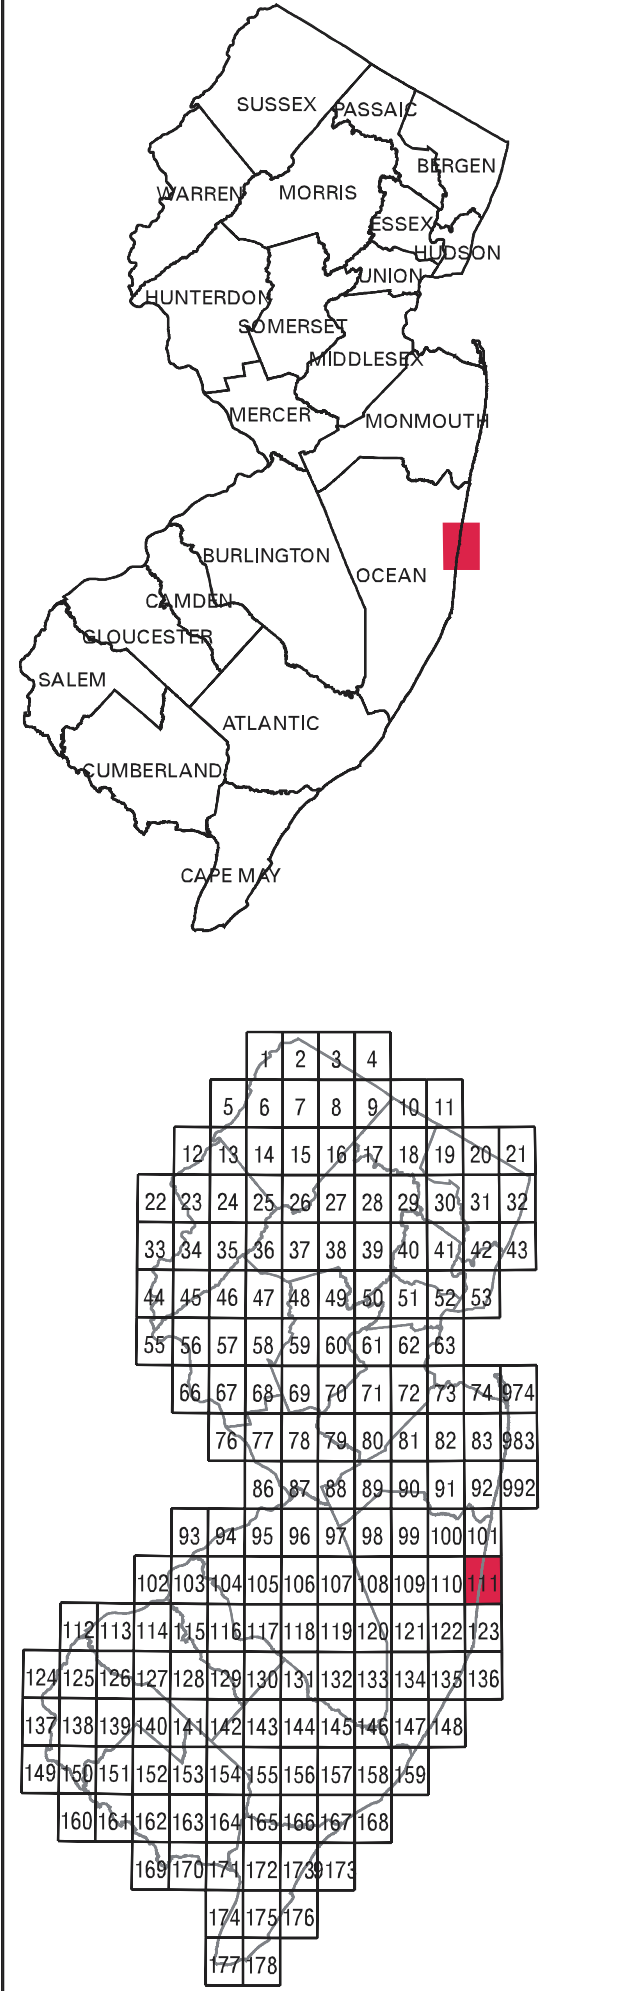 SUSSEX
PASSAIC
BERGEN
WARREN
MORRIS
ESSEX
HUDSON
UNION
HUNTERDON
SOMERSET
MIDDLESEX
MERCER
MONMOUTH
BURLINGTON
OCEAN
CAMDEN
GLOUCESTER
SALEM
ATLANTIC
CUMBERLAND
CAPE MAY
1 2 3 4
5 6 7 8 9 10 11
12 13 14 15 16 17 18 19 20 21
22 23 24 25 26 27 28 29 30 31 32
33 34 35 36 37 38 39 40 41 42 43
44 45 46 47 48 49 50 51 52 53
55 56 57 58 59 60 61 62 63
66 67 68 69 70 71 72 73 74 974
76 77 78 79 80 81 82 83 983
86 87 88 89 90 91 92 992
93 94 95 96 97 98 99 100 101
102 103 104 105 106 107 108 109 110 111
112 113 114 115 116 117 118 119 120 121 122 123
124 125 126 127 128 129 130 131 132 133 134 135 136
137 138 139 140 141 142 143 144 145 146 147 148
149 150 151 152 153 154 155 156 157 158 159
160 161 162 163 164 165 166 167 168
169 170 171 172 173 9173
174 175 176
177 178